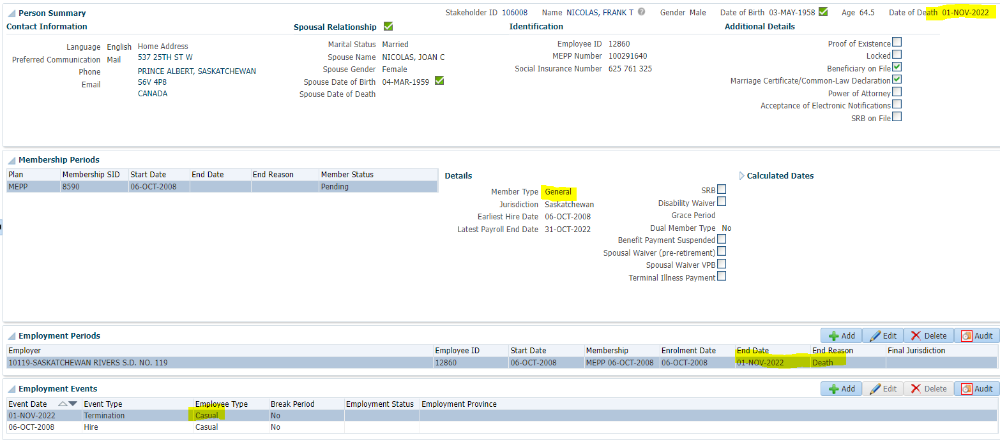 Person Summary
Stakeholder ID 106008 Name NICOLAS, FRANK T Gender Male Date of Birth 03-MAY-1958 Age 64.5 Date of Death 01-NOV-2022
Contact Information
Language English
Preferred Communication Mail
Phone
Email
Home Address
537 25TH ST W
PRINCE ALBERT, SASKATCHEWAN
S6V 4P8
CANADA
Spousal Relationship
Marital Status Married
Spouse Name NICOLAS, JOAN C
Spouse Gender Female
Spouse Date of Birth 04-MAR-1959
Spouse Date of Death
Identification
Employee ID 12860
MEPP Number 100291640
Social Insurance Number 625 761 325
Additional Details
Proof of Existence
Locked
Beneficiary on File
Marriage Certificate/Common-Law Declaration
Power of Attorney
Acceptance of Electronic Notifications
SRB on File
Membership Periods
Plan Membership SID Start Date End Date End Reason Member Status
MEPP 8590 06-OCT-2008 Pending
Details
Member Type General
Jurisdiction Saskatchewan
Earliest Hire Date 06-OCT-2008
Latest Payroll End Date 31-OCT-2022
SRB
Disability Waiver
Grace Period
Dual Member Type No
Benefit Payment Suspended
Spousal Waiver (pre-retirement)
Spousal Waiver VPB
Terminal Illness Payment
Calculated Dates
Employment Periods
Add Edit Delete Audit
Employer Employee ID Start Date Membership Enrolment Date End Date End Reason Final Jurisdiction
10119-SASKATCHEWAN RIVERS S.D. NO. 119 12860 06-OCT-2008 MEPP 06-OCT-2008 06-OCT-2008 01-NOV-2022 Death
Employment Events
Add Edit Delete Audit
Event Date Event Type Employee Type Break Period Employment Status Employment Province
01-NOV-2022 Termination Casual No
06-OCT-2008 Hire Casual No